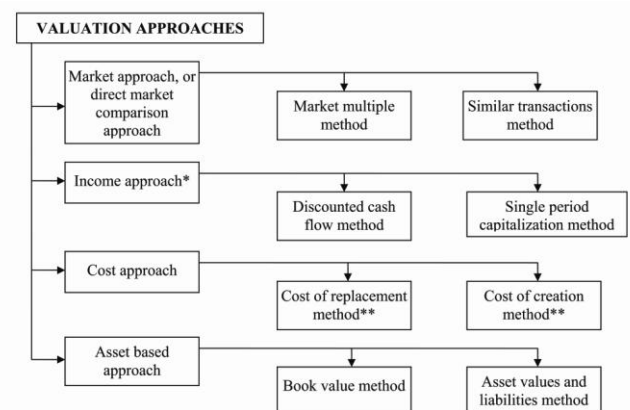 VALUATION APPROACHES
Market approach, or
direct market
comparison
approach
Market multiple
method
Similar transactions
method
Income approach*
Discounted cash
flow method
Single period
capitalization method
Cost approach
Cost of replacement
method**
Cost of creation
method**
Asset based
approach
Book value method
Asset values and
liabilities method